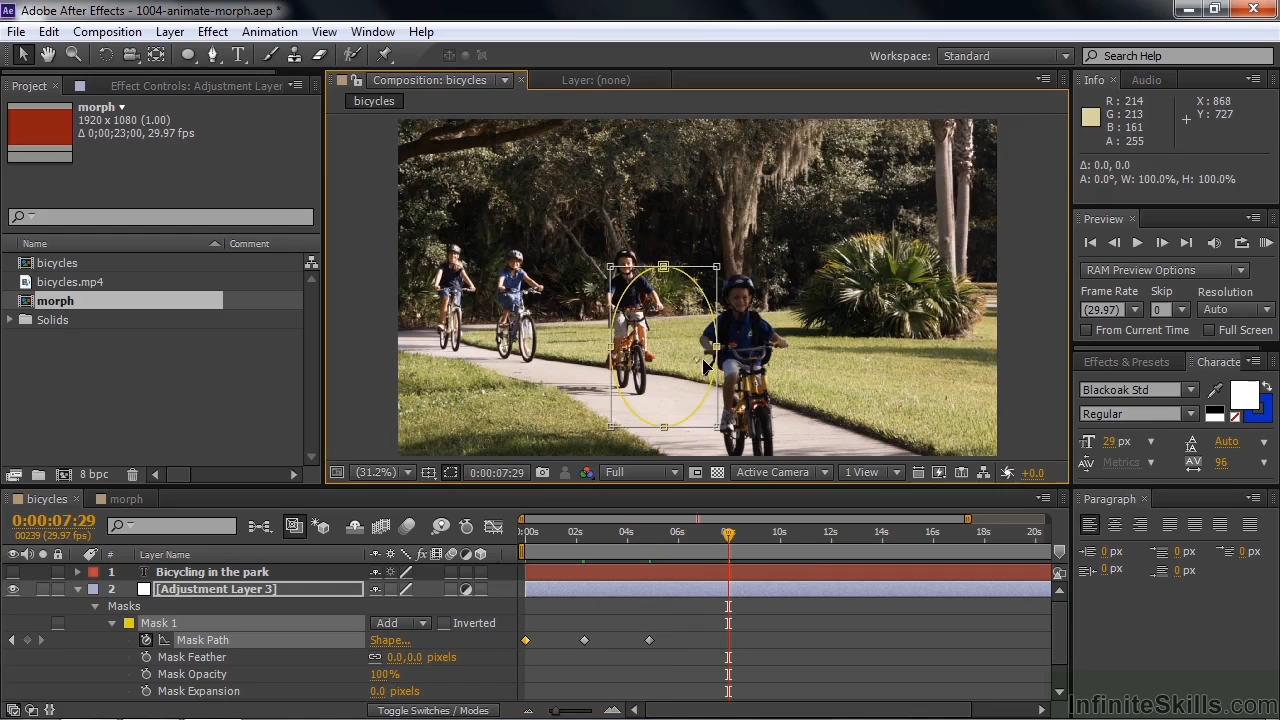 Ae Adobe After Effects - 1004-animate-morph.aep *
File Edit Composition Layer Effect Animation View Window Help
Workspace: Standard Search Help
Project Effect Controls: Adjustment Layer
morph
1920 x 1080 (1.00)
Δ 0;00;23;00, 29.97 fps
Name Comment
bicycles
bicycles.mp4
morph
Solids
8 bpc
Composition: bicycles Layer: (none)
bicycles
(31.2%) 0:00:07:29 Full Active Camera 1 View +0.0
Info Audio
R : 214 X : 868
G : 213 Y : 727
B : 161
A : 255
Δ: 0.0, 0.0
A: 0.0°, W: 100.0%, H: 100.0%
Preview
RAM Preview Options
Frame Rate Skip Resolution
(29.97) 0 Auto
From Current Time Full Screen
Effects & Presets Characte
Blackoak Std
Regular
29 px Auto
Metrics 96
Paragraph
0 px 0 px 0 px
0 px 0 px
bicycles morph
0:00:07:29
00239 (29.97 fps)
:00s 02s 04s 06s 8s 10s 12s 14s 16s 18s 20s
# Layer Name fx
1 T Bicycling in the park
2 [Adjustment Layer 3]
Masks
Mask 1 Add Inverted
Mask Path Shape...
Mask Feather 0.0,0.0 pixels
Mask Opacity 100%
Mask Expansion 0.0 pixels
Toggle Switches / Modes
InfiniteSkills.com